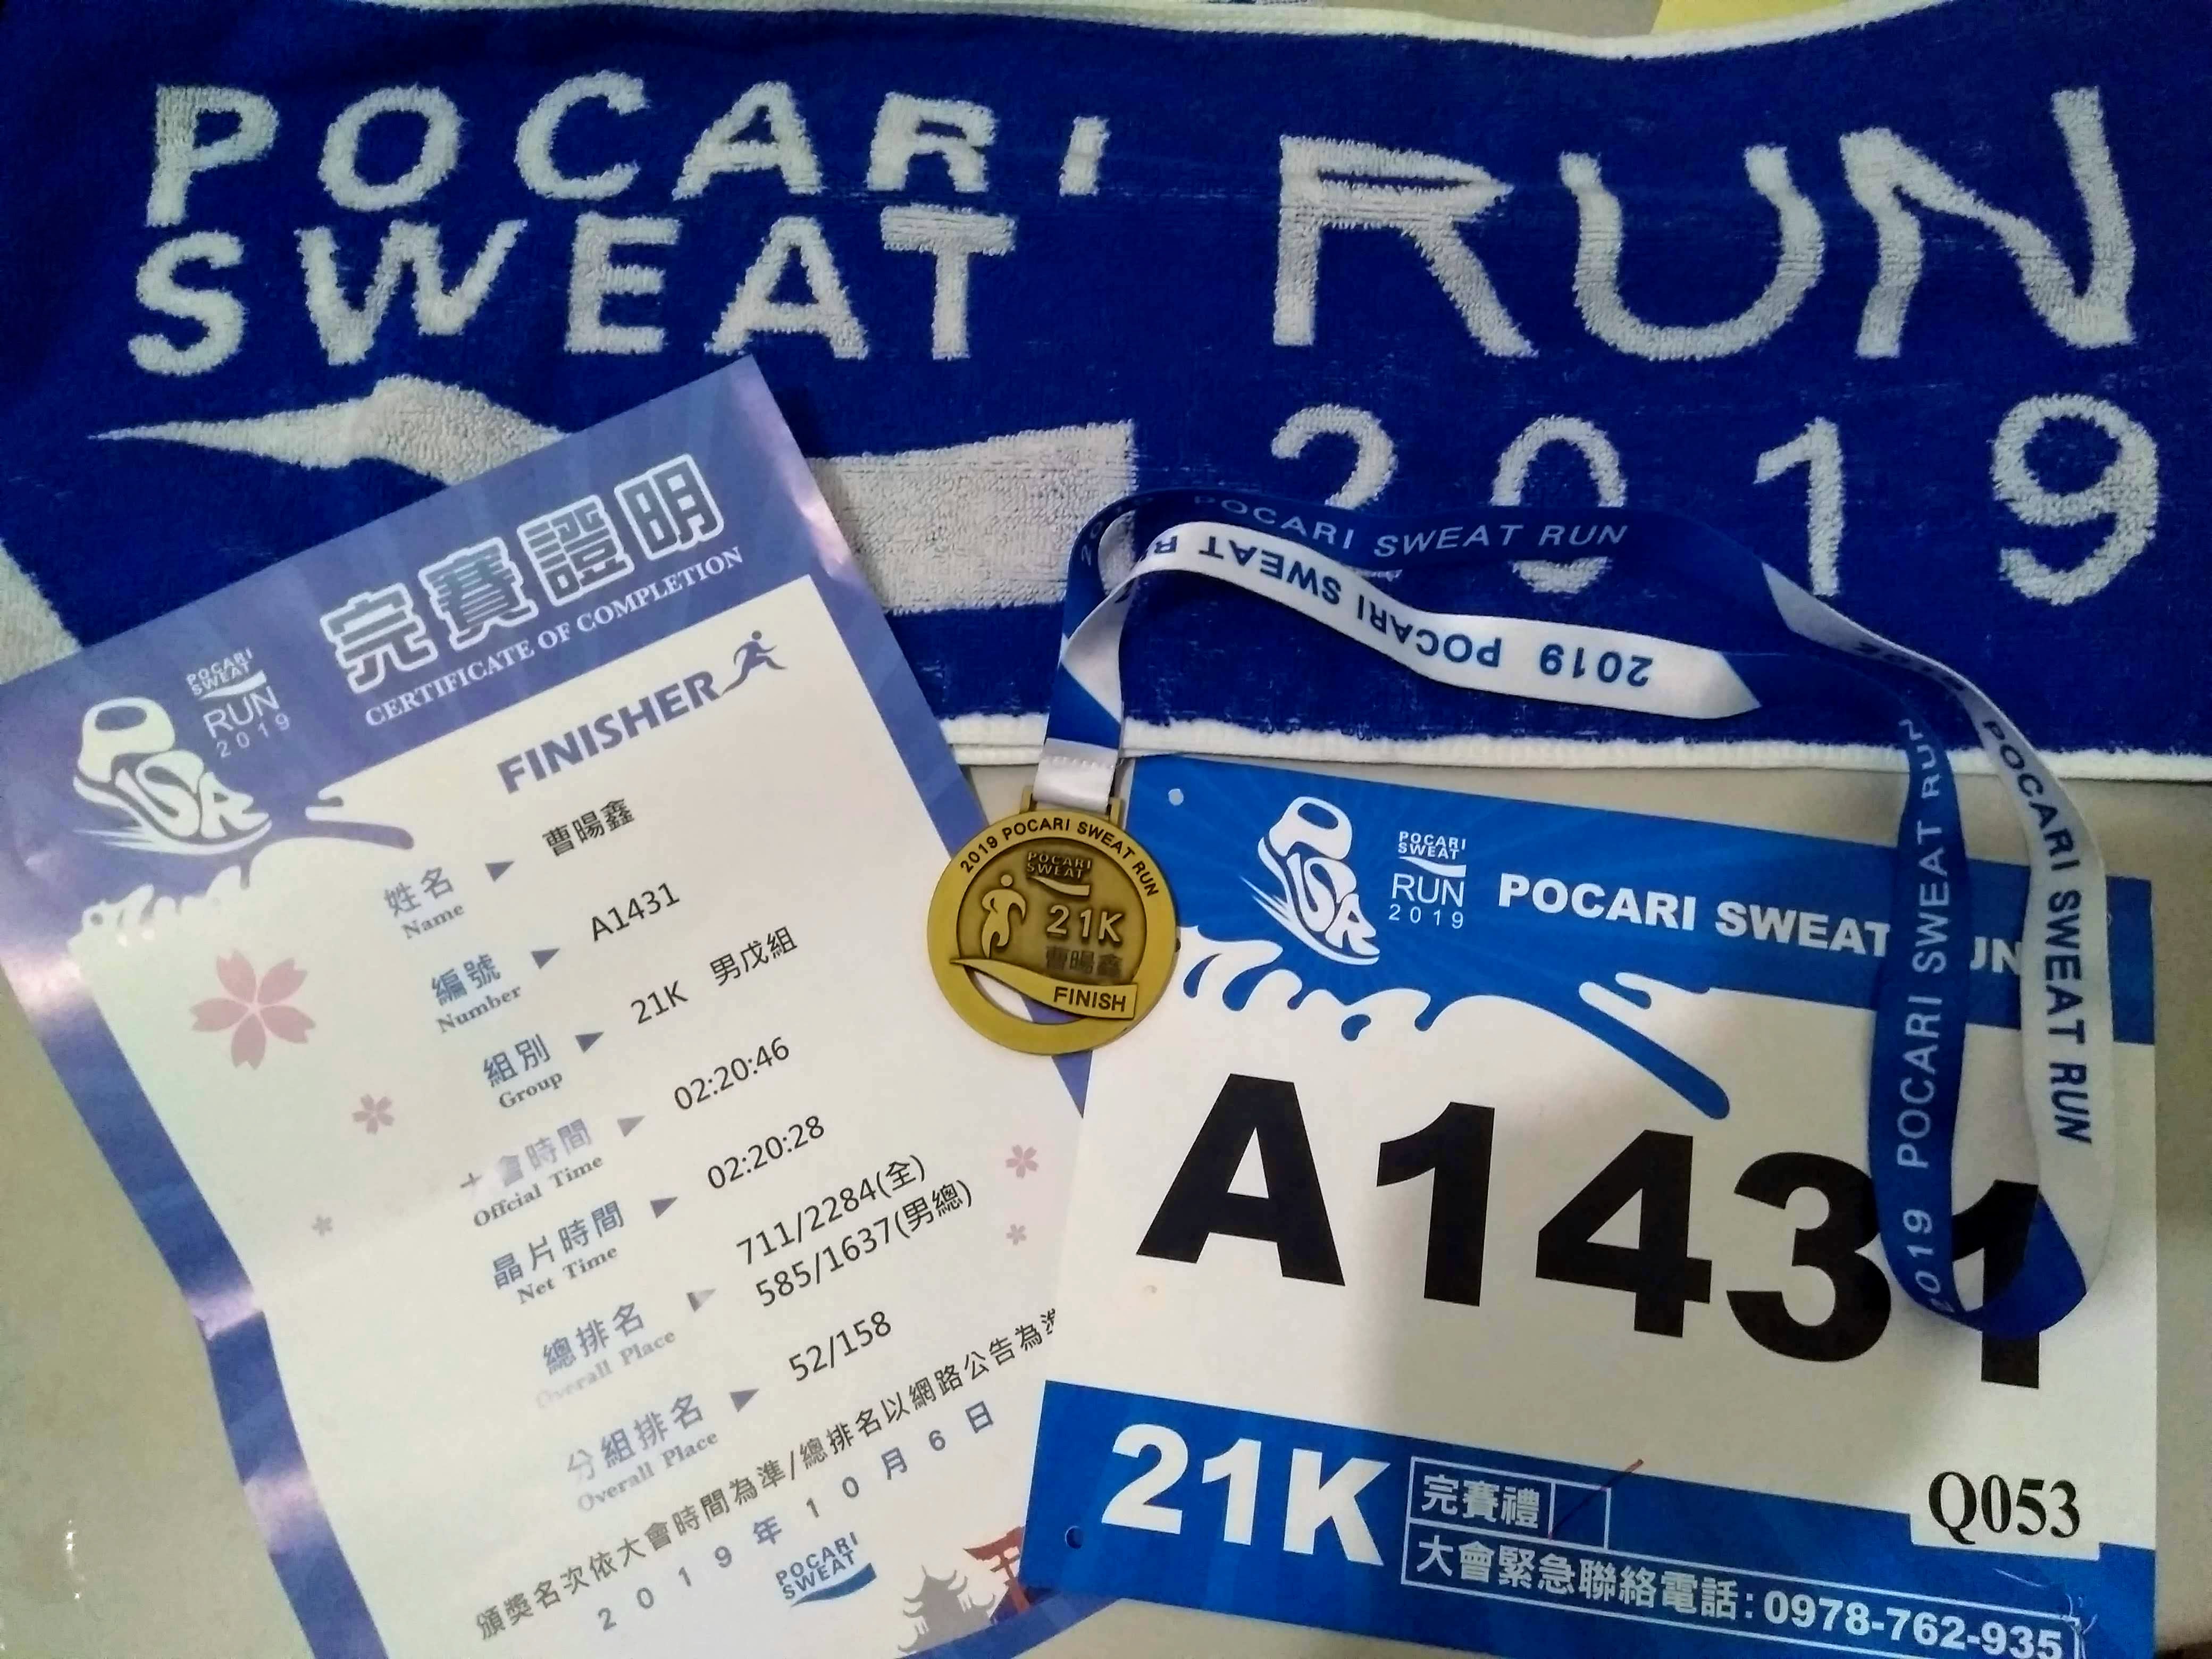 POCARI
SWEAT
RUN
2019
完賽證明
CERTIFICATE OF COMPLETION
POCARI
SWEAT
RUN
2019
FINISHER
姓名
Name
曹暘鑫
編號
Number
A1431
組別
Group
21K 男戊組
會時間
Offcial Time
02:20:46
晶片時間
Net Time
02:20:28
總排名
Overall Place
711/2284(全)
585/1637(男總)
分組排名
Overall Place
52/158
頒獎名次依大會時間為準/總排名以網路公告為準
2019年10月6日
POCARI
SWEAT
POCARI SWEAT RUN
2019 POCARI SWEAT R
2019 POCARI SWEAT RUN
POCARI SWEAT RUN
2019 POCARI SWEAT RUN
POCARI
SWEAT
21K
曹暘鑫
FINISH
POCARI
SWEAT
RUN
2019
POCARI SWEAT UN
A1431
21K
完賽禮
Q053
大會緊急聯絡電話:0978-762-935